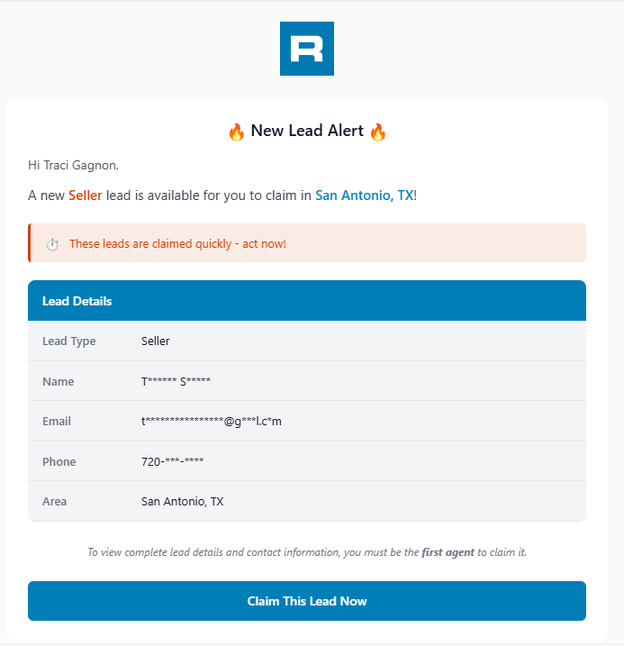 R
🔥 New Lead Alert 🔥
Hi Traci Gagnon,
A new Seller lead is available for you to claim in San Antonio, TX!
⏱️ These leads are claimed quickly - act now!
Lead Details
Lead Type Seller
Name T****** S*****
Email t****************@g***l.c*m
Phone 720-***-****
Area San Antonio, TX
To view complete lead details and contact information, you must be the first agent to claim it.
Claim This Lead Now